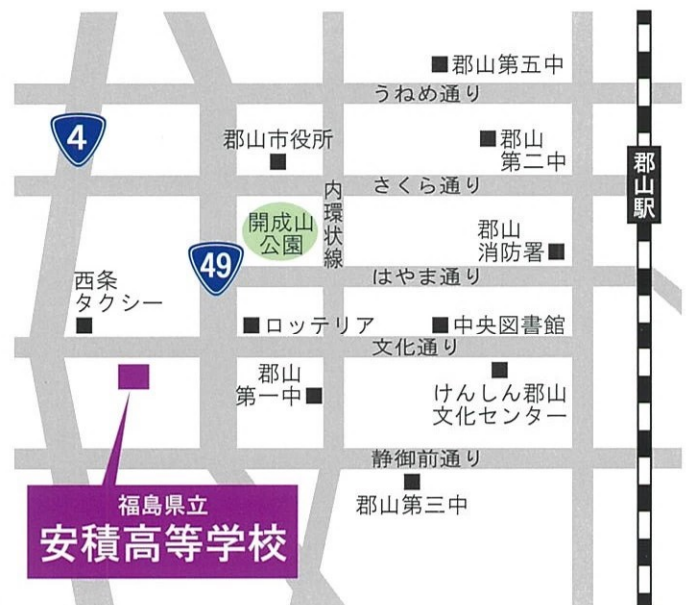 郡山第五中
うねめ通り
4
郡山市役所
郡山
第二中
郡山駅
さくら通り
内環状線
開成山
公園
郡山
消防署
49
はやま通り
西条
タクシー
ロッテリア
中央図書館
文化通り
郡山
第一中
けんしん郡山
文化センター
静御前通り
郡山第三中
福島県立
安積高等学校